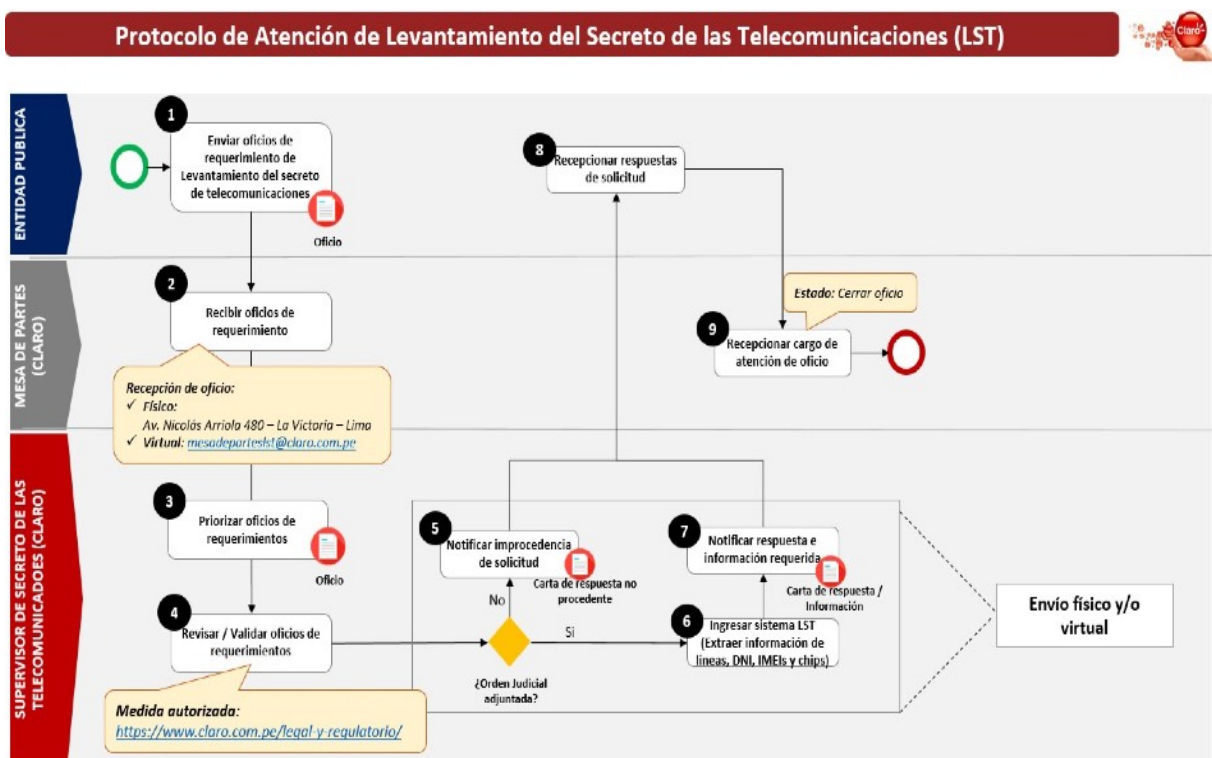 Protocolo de Atención de Levantamiento del Secreto de las Telecomunicaciones (LST)
Claro
ENTIDAD PUBLICA
1
Enviar oficios de
requerimiento de
Levantamiento del secreto
de telecomunicaciones
Oficio
8
Recepcionar respuestas
de solicitud
MESA DE PARTES
(CLARO)
2
Recibir oficios de
requerimiento
Recepción de oficio:
✓ Físico:
Av. Nicolás Arriola 480 – La Victoria – Lima
✓ Virtual: mesadeparteslst@claro.com.pe
Estado: Cerrar oficio
9
Recepcionar cargo de
atención de oficio
SUPERVISOR DE SECRETO DE LAS
TELECOMUNICADOES (CLARO)
3
Priorizar oficios de
requerimientos
Oficio
4
Revisar / Validar oficios de
requerimientos
Medida autorizada:
https://www.claro.com.pe/legal-y-regulatorio/
5
Notificar improcedencia
de solicitud
Carta de respuesta no
procedente
No
Si
¿Orden Judicial
adjuntada?
7
Notificar respuesta e
información requerida
Carta de respuesta /
Información
6
Ingresar sistema LST
(Extraer información de
líneas, DNI, IMEIs y chips)
Envío físico y/o
virtual